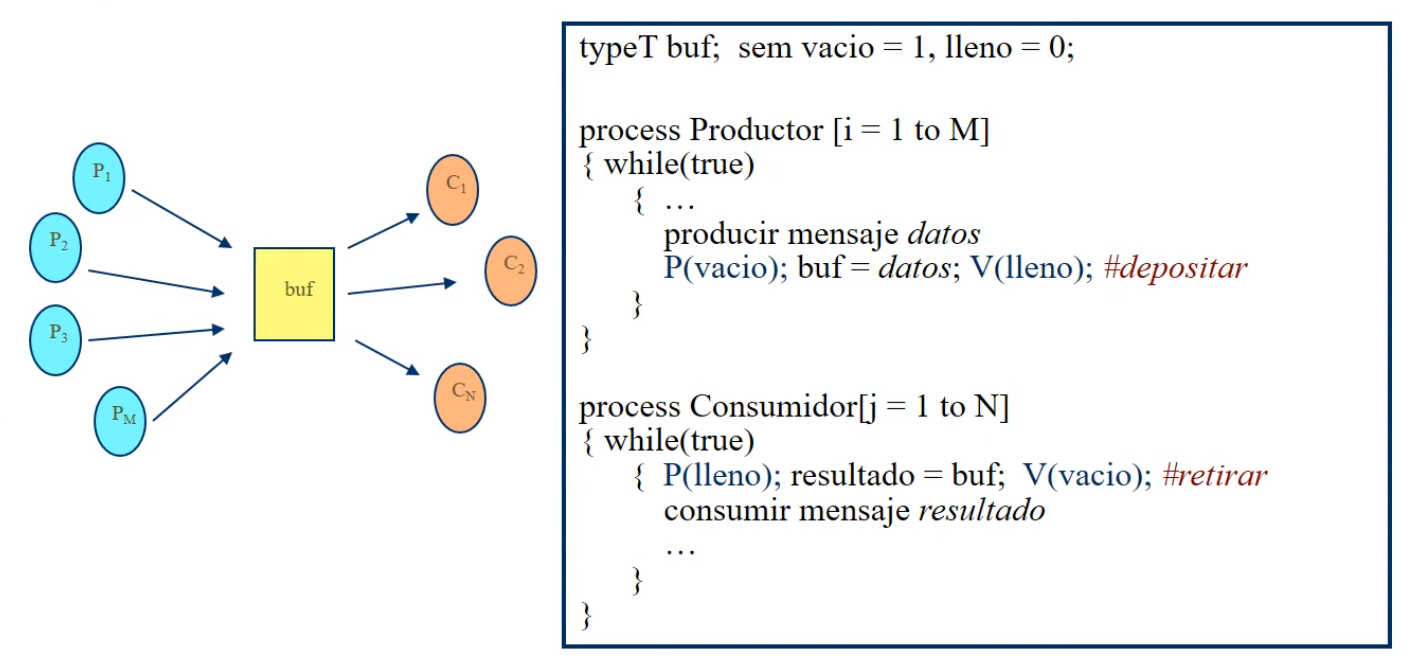 P₁
P₂
P₃
P_M
buf
C₁
C₂
C_N
typeT buf;  sem vacio = 1, lleno = 0;
process Productor [i = 1 to M]
{ while(true)
{ …
producir mensaje datos
P(vacio); buf = datos; V(lleno); #depositar
}
}
process Consumidor[j = 1 to N]
{ while(true)
{ P(lleno); resultado = buf;  V(vacio); #retirar
consumir mensaje resultado
…
}
}